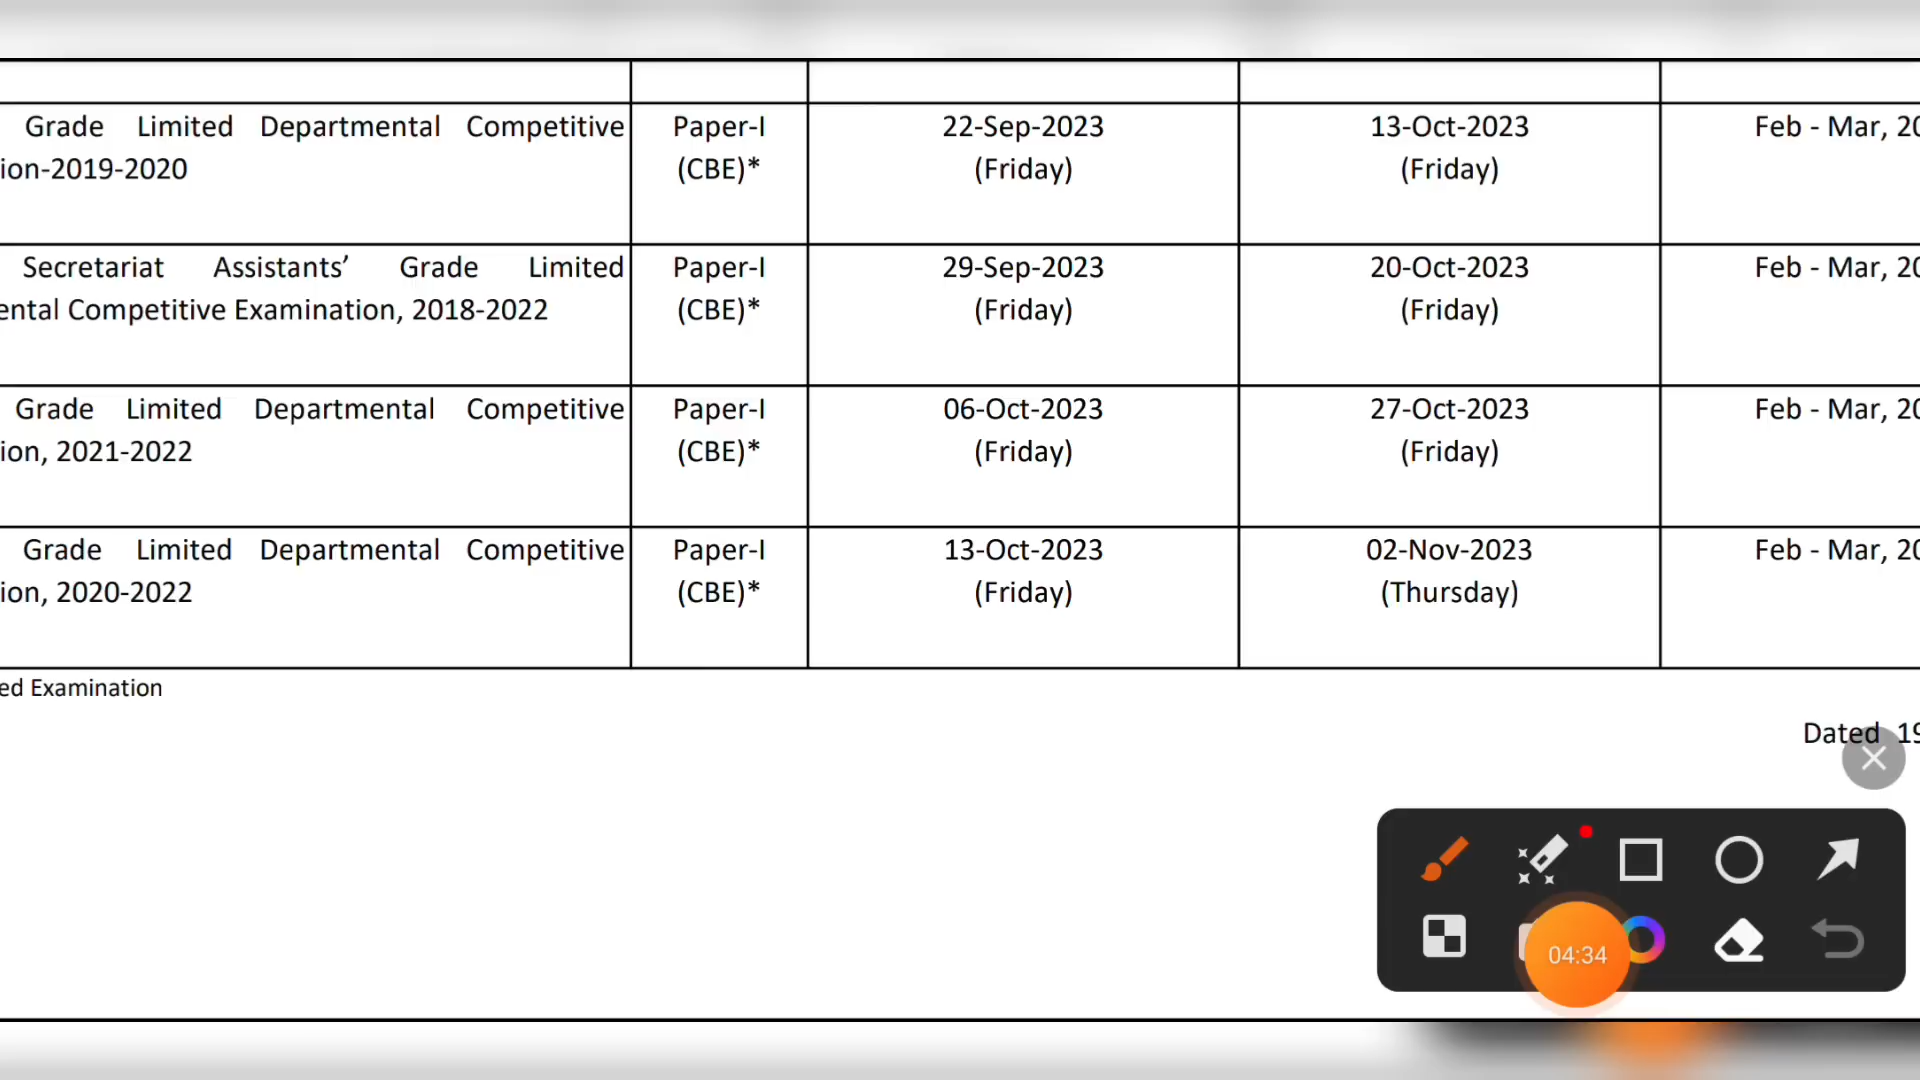 Grade Limited Departmental Competitive Paper-I 22-Sep-2023 13-Oct-2023 Feb - Mar, 20
ion-2019-2020 (CBE)* (Friday) (Friday)
Secretariat Assistants’ Grade Limited Paper-I 29-Sep-2023 20-Oct-2023 Feb - Mar, 20
ental Competitive Examination, 2018-2022 (CBE)* (Friday) (Friday)
Grade Limited Departmental Competitive Paper-I 06-Oct-2023 27-Oct-2023 Feb - Mar, 20
ion, 2021-2022 (CBE)* (Friday) (Friday)
Grade Limited Departmental Competitive Paper-I 13-Oct-2023 02-Nov-2023 Feb - Mar, 20
ion, 2020-2022 (CBE)* (Friday) (Thursday)
ed Examination
Dated 19
04:34